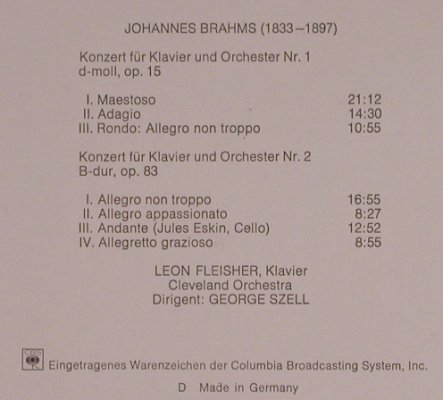 JOHANNES BRAHMS (1833–1897)
Konzert für Klavier und Orchester Nr. 1
d-moll, op. 15
I. Maestoso 21:12
II. Adagio 14:30
III. Rondo: Allegro non troppo 10:55
Konzert für Klavier und Orchester Nr. 2
B-dur, op. 83
I. Allegro non troppo 16:55
II. Allegro appassionato 8:27
III. Andante (Jules Eskin, Cello) 12:52
IV. Allegretto grazioso 8:55
LEON FLEISHER, Klavier
Cleveland Orchestra
Dirigent: GEORGE SZELL
CBS Eingetragenes Warenzeichen der Columbia Broadcasting System, Inc.
D Made in Germany